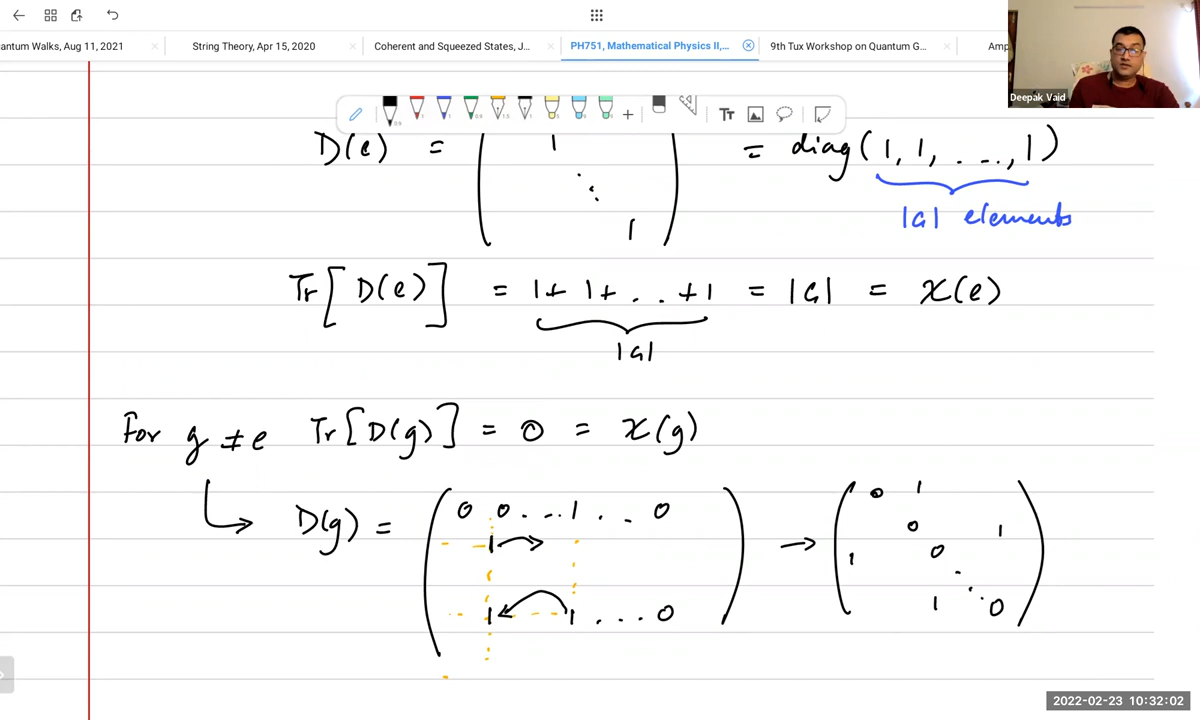 antum Walks, Aug 11, 2021 String Theory, Apr 15, 2020 Coherent and Squeezed States, J... PH751, Mathematical Physics II,... 9th Tux Workshop on Quantum G... Amp
Deepak Vaid
Tт
D(e) = ( 1 ⋱ 1 ) = diag(1, 1, . ..., 1)
|G| elements
Tr[D(e)] = 1+ 1+ . . +1 = |G| = χ(e)
|G|
For g ≠ e Tr[D(g)] = 0 = χ(g)
D(g) = ( 0 0 . .. 1 . . 0 → ( 0 1
1 0 1
1 0
1 1 . . . 0 ) 1 0 )
2022-02-23 10:32:02